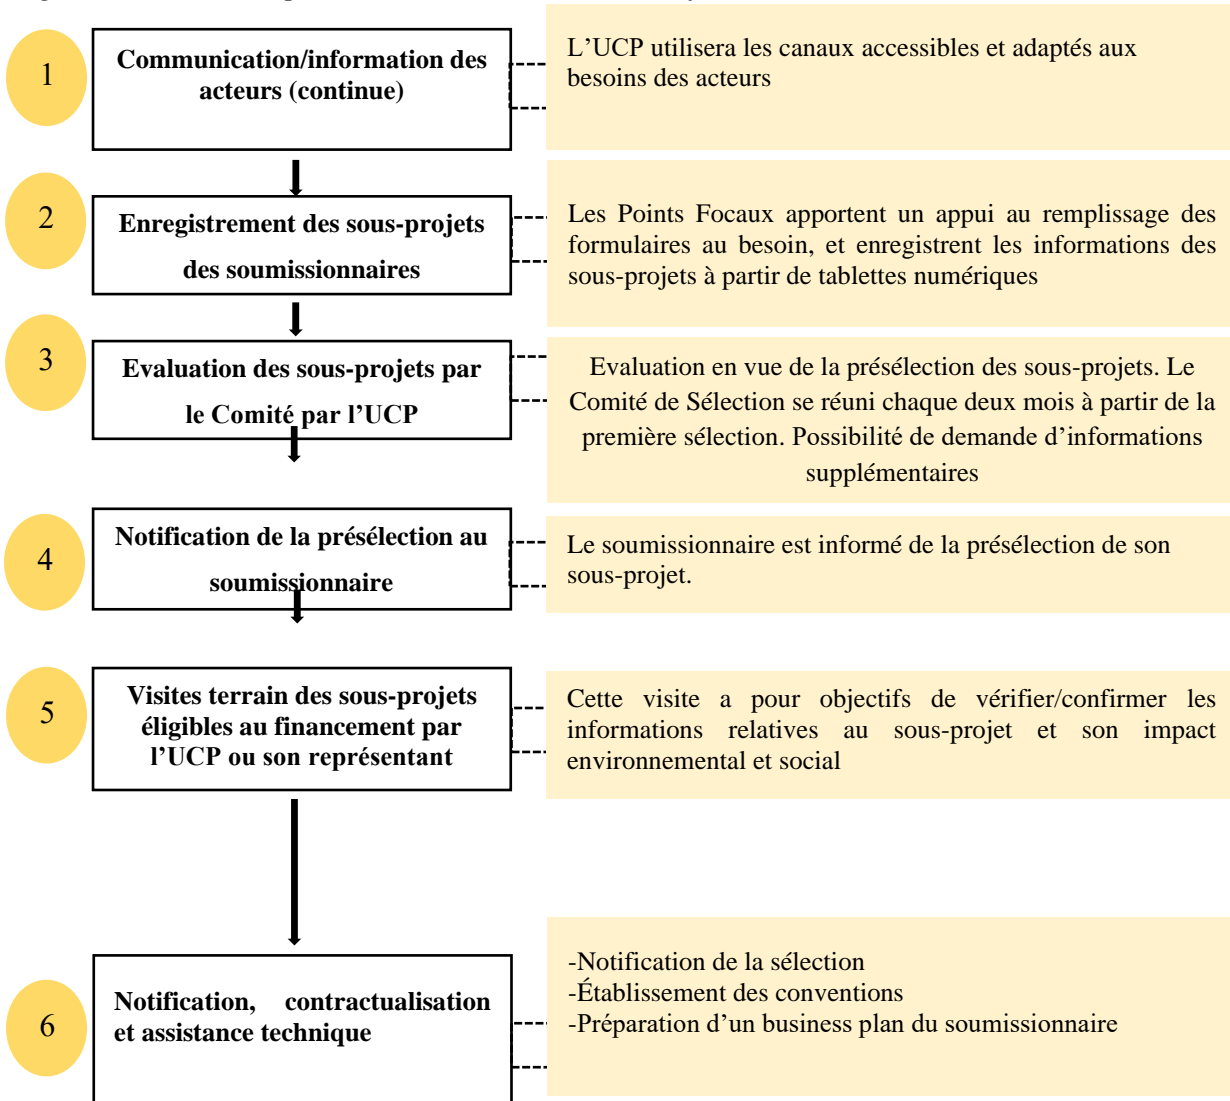 1
Communication/information des
acteurs (continue)
L’UCP utilisera les canaux accessibles et adaptés aux
besoins des acteurs
2
Enregistrement des sous-projets
des soumissionnaires
Les Points Focaux apportent un appui au remplissage des
formulaires au besoin, et enregistrent les informations des
sous-projets à partir de tablettes numériques
3
Evaluation des sous-projets par
le Comité par l’UCP
Evaluation en vue de la présélection des sous-projets. Le
Comité de Sélection se réuni chaque deux mois à partir de la
première sélection. Possibilité de demande d’informations
supplémentaires
4
Notification de la présélection au
soumissionnaire
Le soumissionnaire est informé de la présélection de son
sous-projet.
5
Visites terrain des sous-projets
éligibles au financement par
l’UCP ou son représentant
Cette visite a pour objectifs de vérifier/confirmer les
informations relatives au sous-projet et son impact
environnemental et social
6
Notification, contractualisation
et assistance technique
-Notification de la sélection
-Établissement des conventions
-Préparation d’un business plan du soumissionnaire